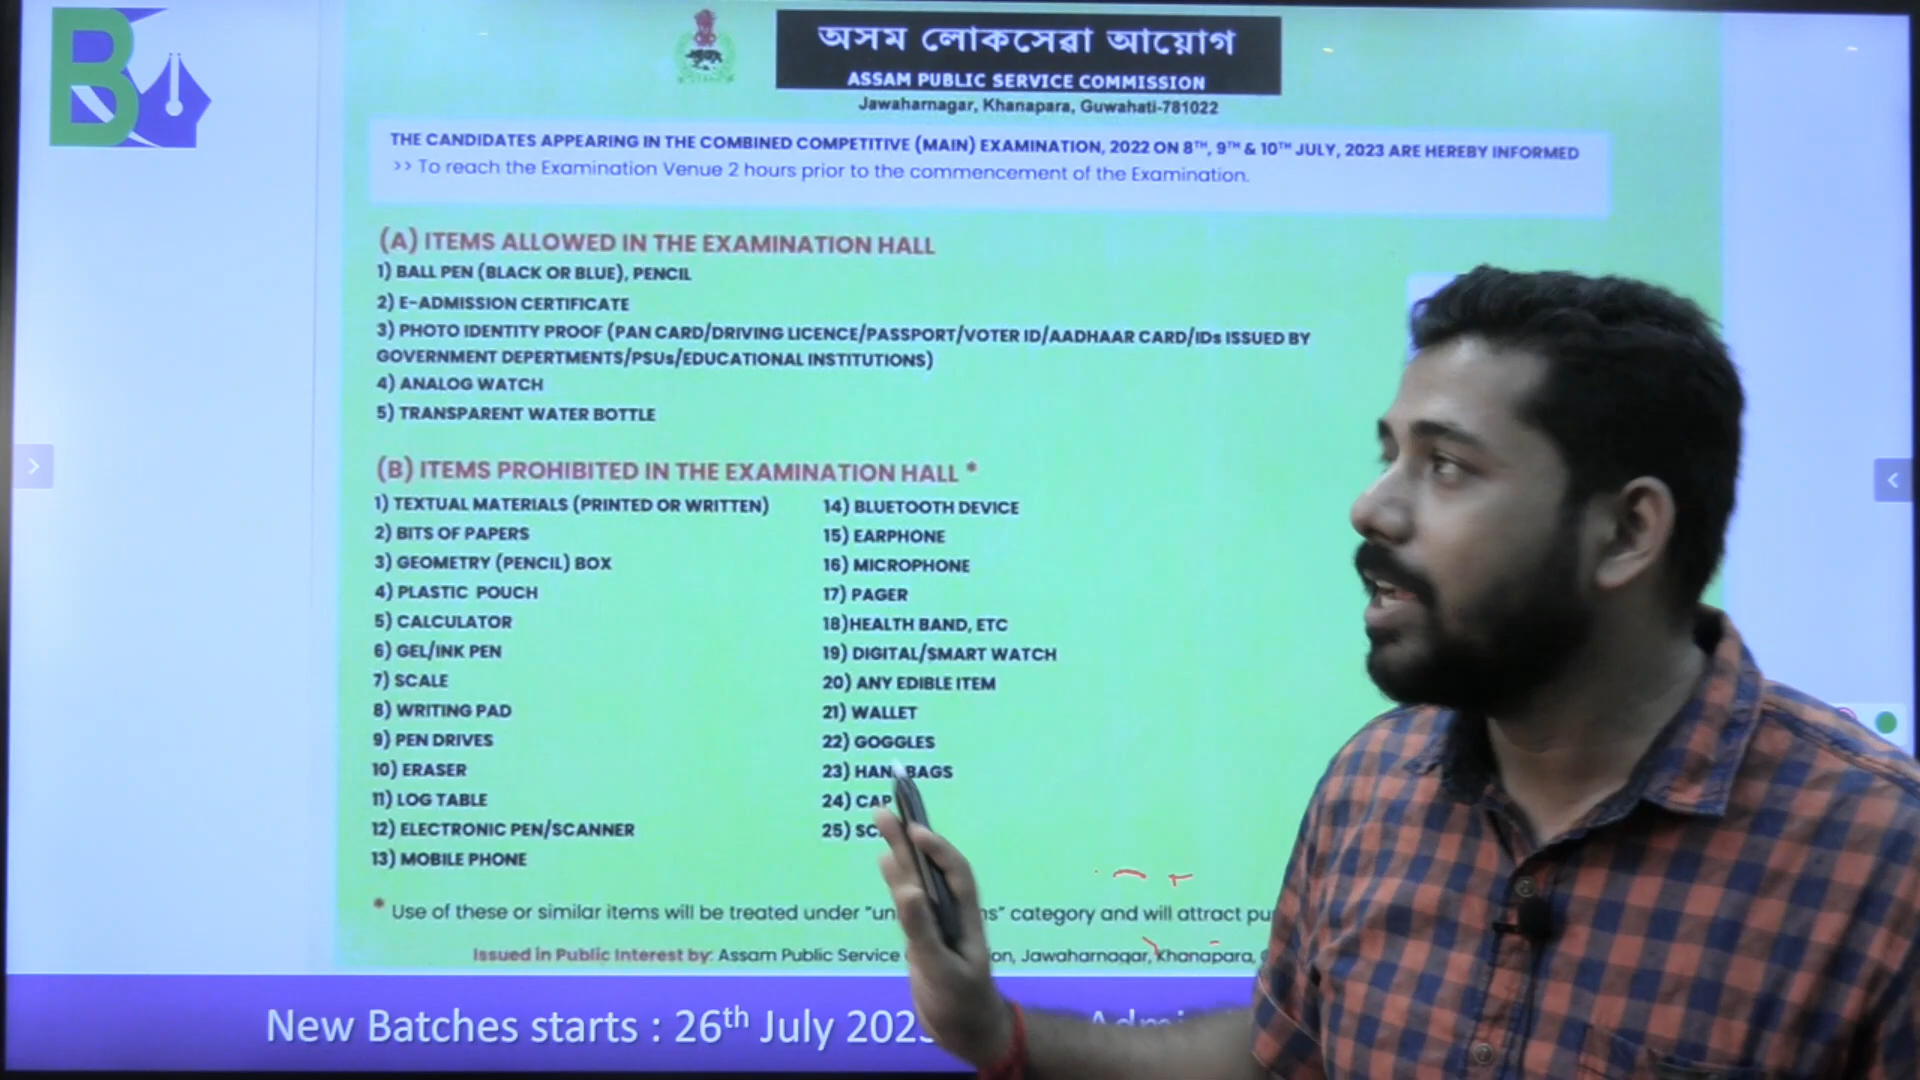 অসম লোকসেৱা আয়োগ
ASSAM PUBLIC SERVICE COMMISSION
Jawaharnagar, Khanapara, Guwahati-781022
THE CANDIDATES APPEARING IN THE COMBINED COMPETITIVE (MAIN) EXAMINATION, 2022 ON 8TH, 9TH & 10TH JULY, 2023 ARE HEREBY INFORMED
>> To reach the Examination Venue 2 hours prior to the commencement of the Examination.
(A) ITEMS ALLOWED IN THE EXAMINATION HALL
1) BALL PEN (BLACK OR BLUE), PENCIL
2) E-ADMISSION CERTIFICATE
3) PHOTO IDENTITY PROOF (PAN CARD/DRIVING LICENCE/PASSPORT/VOTER ID/AADHAAR CARD/IDs ISSUED BY
GOVERNMENT DEPERTMENTS/PSUs/EDUCATIONAL INSTITUTIONS)
4) ANALOG WATCH
5) TRANSPARENT WATER BOTTLE
(B) ITEMS PROHIBITED IN THE EXAMINATION HALL *
1) TEXTUAL MATERIALS (PRINTED OR WRITTEN)
2) BITS OF PAPERS
3) GEOMETRY (PENCIL) BOX
4) PLASTIC POUCH
5) CALCULATOR
6) GEL/INK PEN
7) SCALE
8) WRITING PAD
9) PEN DRIVES
10) ERASER
11) LOG TABLE
12) ELECTRONIC PEN/SCANNER
13) MOBILE PHONE
14) BLUETOOTH DEVICE
15) EARPHONE
16) MICROPHONE
17) PAGER
18)HEALTH BAND, ETC
19) DIGITAL/SMART WATCH
20) ANY EDIBLE ITEM
21) WALLET
22) GOGGLES
23) HANDBAGS
24) CAP
25)
* Use of these or similar items will be treated under category and will attract
Issued in Public Interest by: Assam Public Service Jawaharnagar, Khanapara,
New Batches starts : 26th July